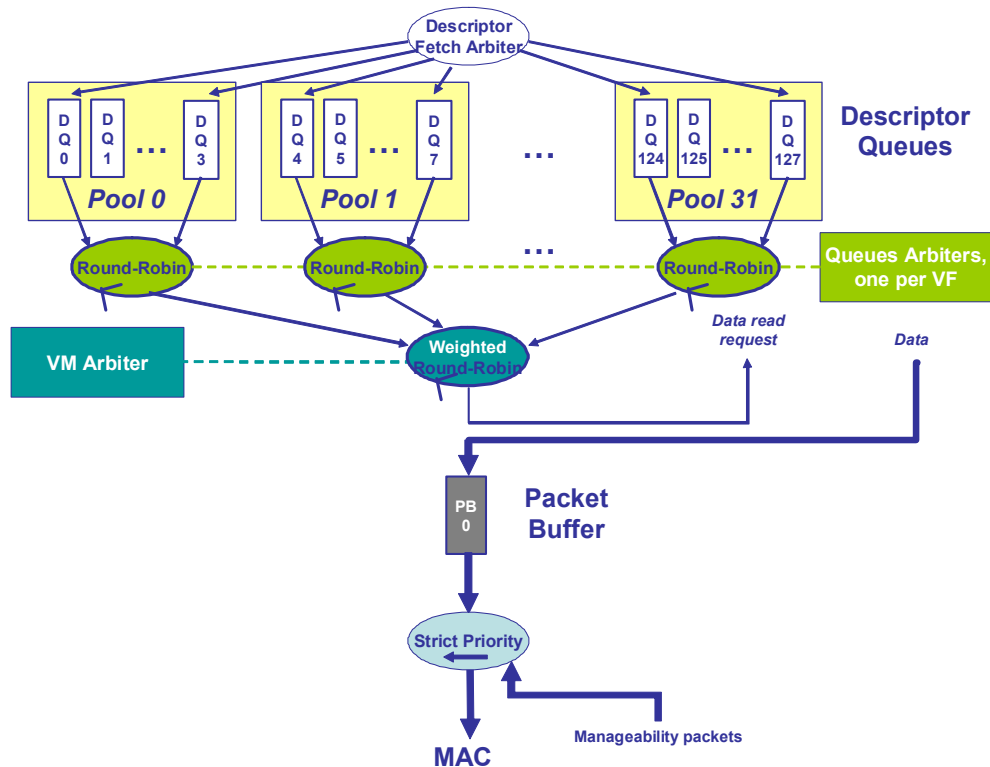 Descriptor
Fetch Arbiter
D
Q
0
D
Q
1
...
D
Q
3
Pool 0
D
Q
4
D
Q
5
...
D
Q
7
Pool 1
...
D
Q
124
D
Q
125
...
D
Q
127
Pool 31
Descriptor
Queues
Round-Robin
Round-Robin
...
Round-Robin
Queues Arbiters,
one per VF
VM Arbiter
Weighted
Round-Robin
Data read
request
Data
PB
0
Packet
Buffer
Strict Priority
Manageability packets
MAC